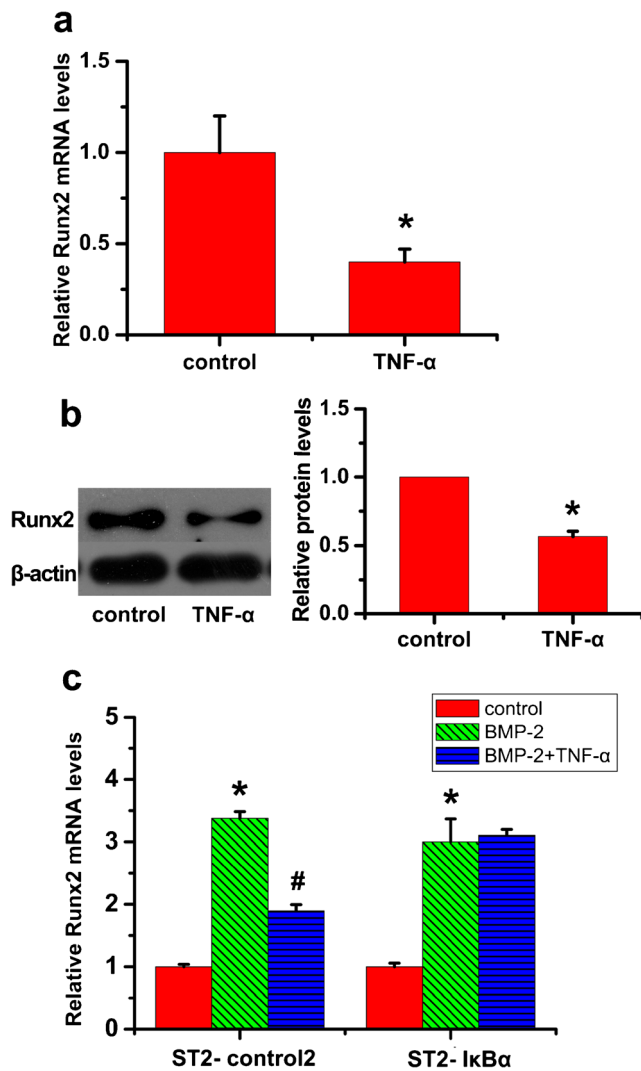 a
Relative Runx2 mRNA levels
1.5
1.0
0.5
0.0
*
control
TNF-α
b
Runx2
β-actin
control
TNF-α
Relative protein levels
1.5
1.0
0.5
0.0
*
control
TNF-α
c
Relative Runx2 mRNA levels
5
4
3
2
1
0
control
BMP-2
BMP-2+TNF-α
*
#
*
ST2- control2
ST2- IκBα